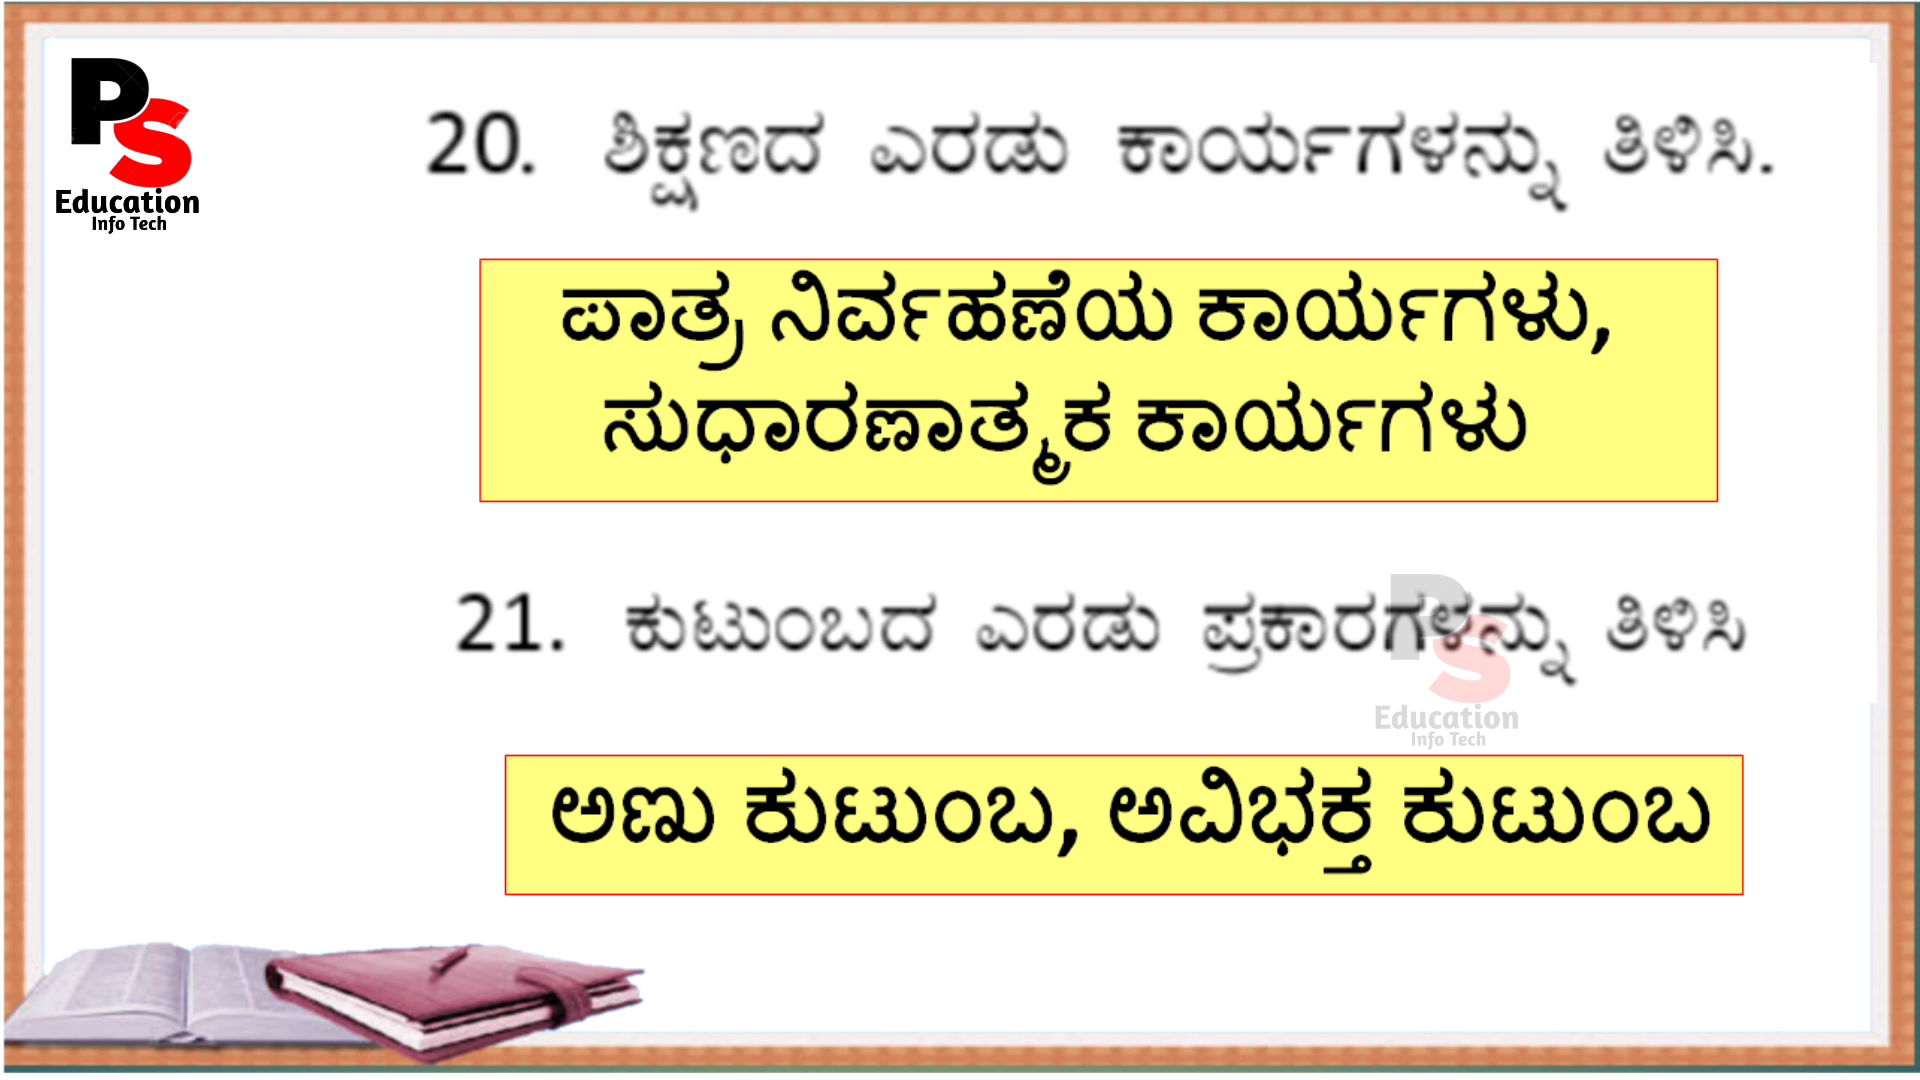 PS
Education
Info Tech
20. ಶಿಕ್ಷಣದ ಎರಡು ಕಾರ್ಯಗಳನ್ನು ತಿಳಿಸಿ.
ಪಾತ್ರ ನಿರ್ವಹಣೆಯ ಕಾರ್ಯಗಳು,
ಸುಧಾರಣಾತ್ಮಕ ಕಾರ್ಯಗಳು
21. ಕುಟುಂಬದ ಎರಡು ಪ್ರಕಾರಗಳನ್ನು ತಿಳಿಸಿ
PS
Education
Info Tech
ಅಣು ಕುಟುಂಬ, ಅವಿಭಕ್ತ ಕುಟುಂಬ